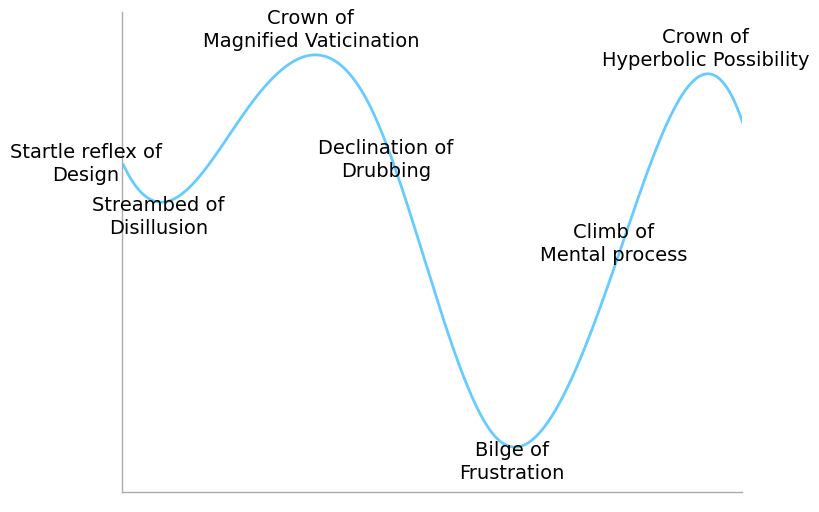 Crown of
Magnified Vaticination
Crown of
Hyperbolic Possibility
Startle reflex of
Design
Declination of
Drubbing
Streambed of
Disillusion
Climb of
Mental process
Bilge of
Frustration